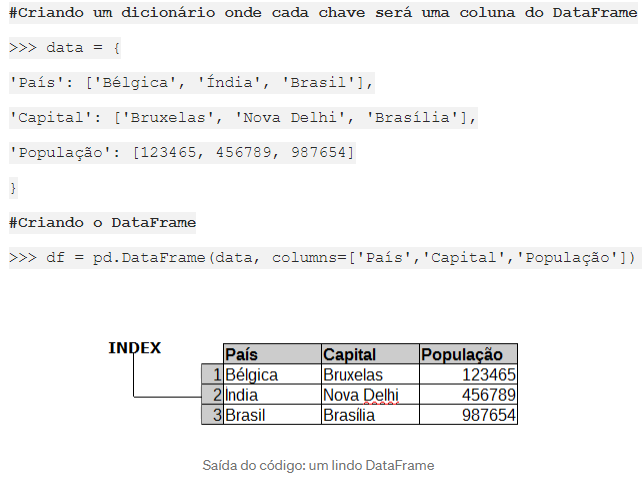 #Criando um dicionário onde cada chave será uma coluna do DataFrame
>>> data = {
'País': ['Bélgica', 'Índia', 'Brasil'],
'Capital': ['Bruxelas', 'Nova Delhi', 'Brasília'],
'População': [123465, 456789, 987654]
}
#Criando o DataFrame
>>> df = pd.DataFrame(data, columns=['País','Capital','População'])
INDEX
País Capital População
1 Bélgica Bruxelas 123465
2 Índia Nova Delhi 456789
3 Brasil Brasília 987654
Saída do código: um lindo DataFrame